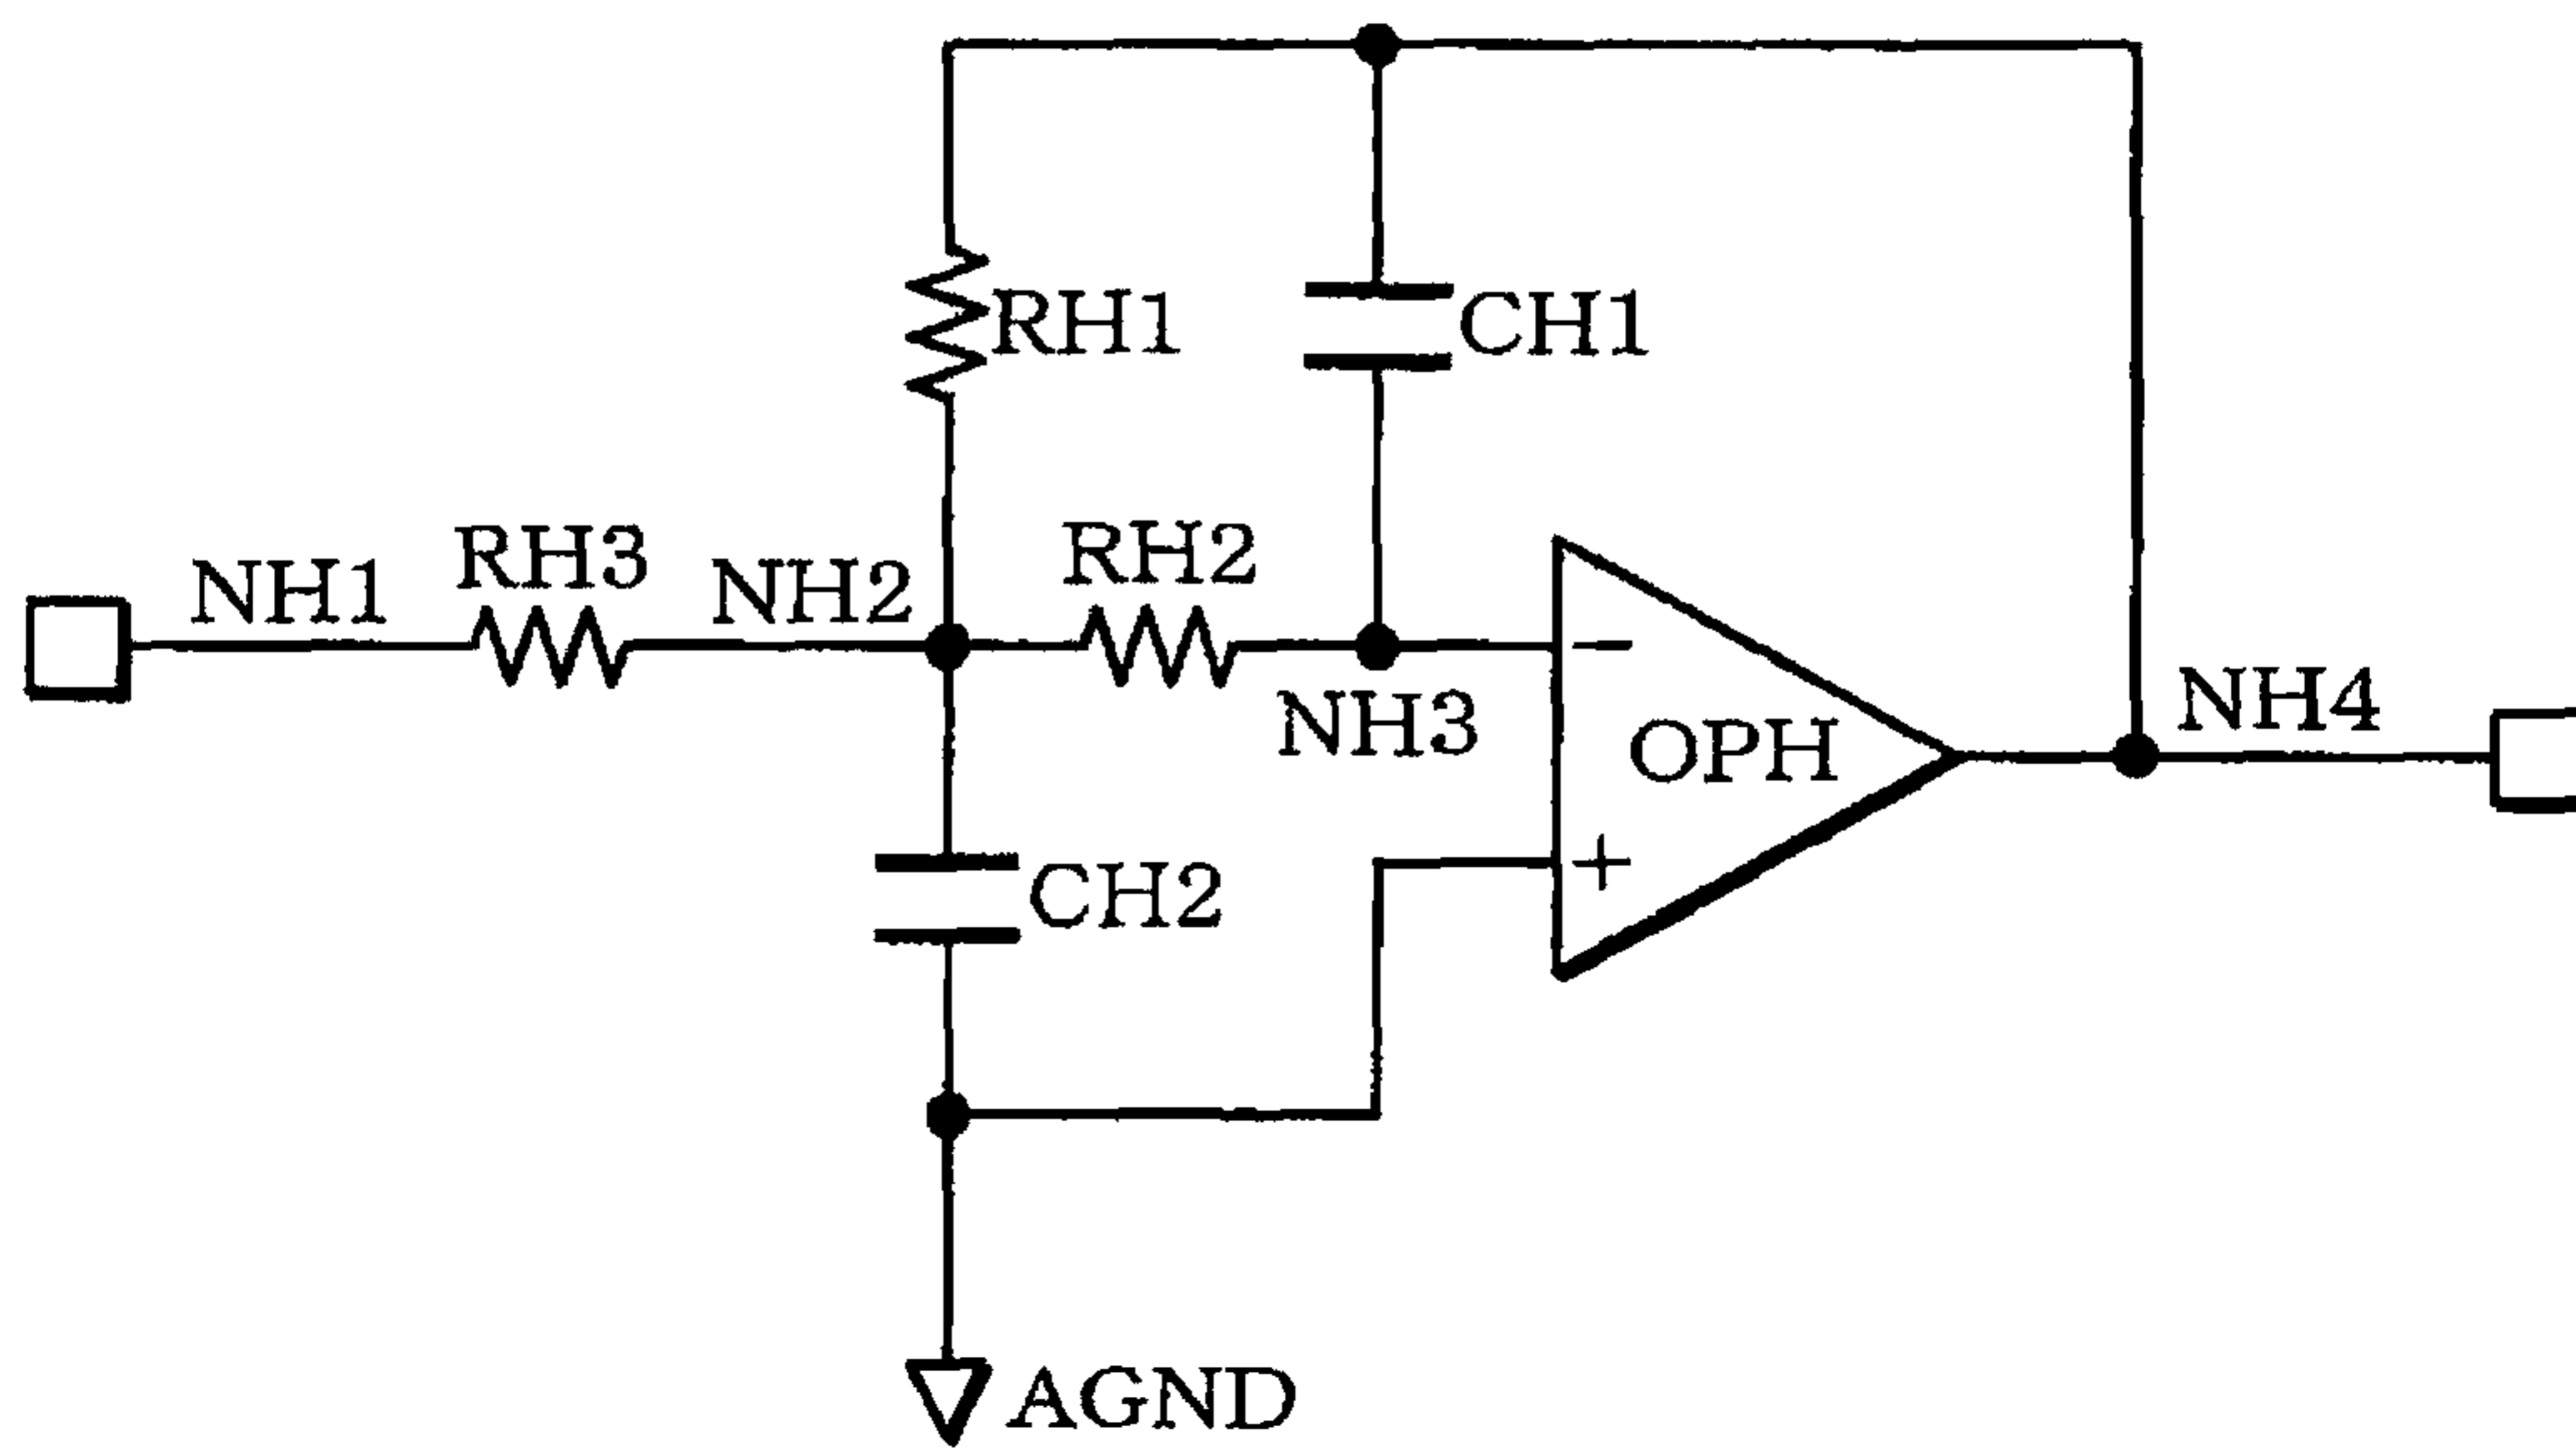 RH1
CH1
NH1
RH3
NH2
RH2
NH3
OPH
NH4
−
+
CH2
AGND